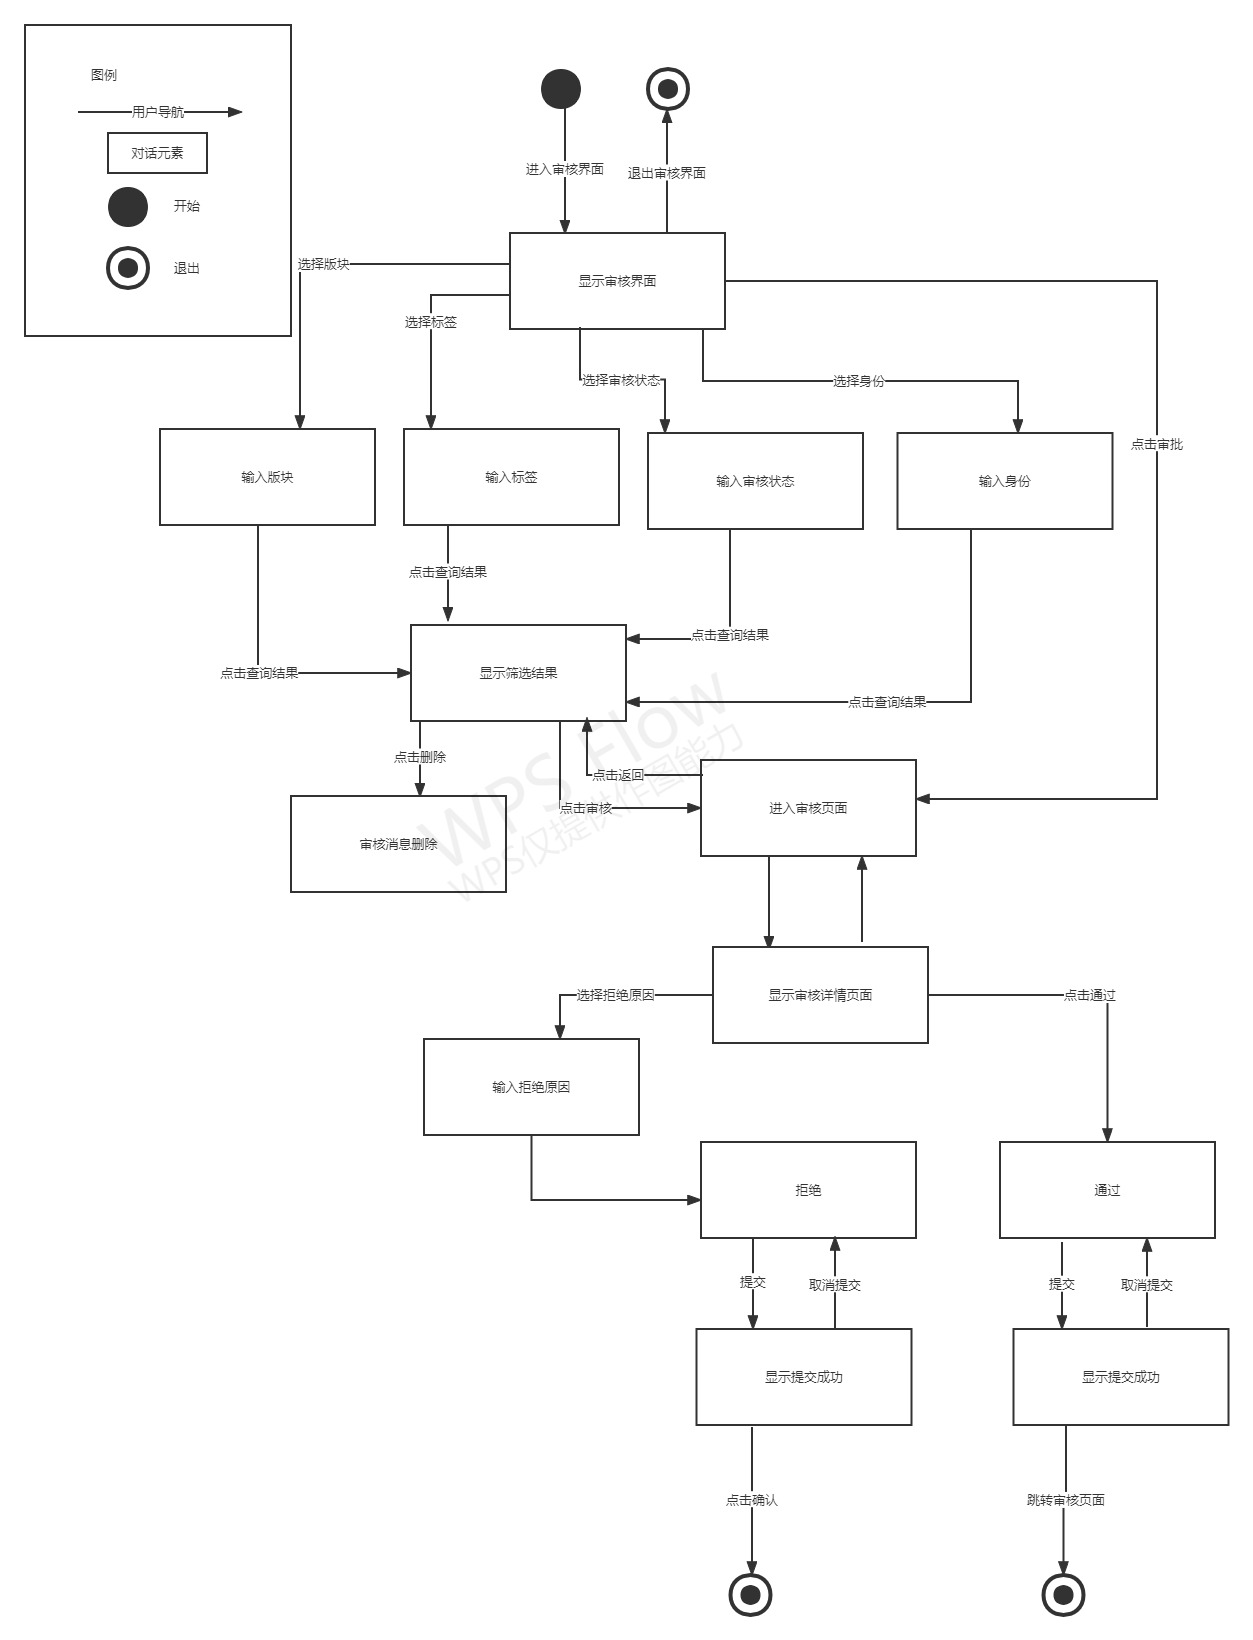 图例
用户导航
对话元素
开始
退出
进入审核界面
退出审核界面
显示审核界面
选择版块
选择标签
选择审核状态
选择身份
点击审批
输入版块
输入标签
输入审核状态
输入身份
点击查询结果
点击查询结果
点击查询结果
点击查询结果
显示筛选结果
点击删除
点击返回
点击审核
进入审核页面
审核消息删除
WPS Flow
WPS仅提供作图能力
选择拒绝原因
显示审核详情页面
点击通过
输入拒绝原因
拒绝
通过
提交
取消提交
提交
取消提交
显示提交成功
显示提交成功
点击确认
跳转审核页面